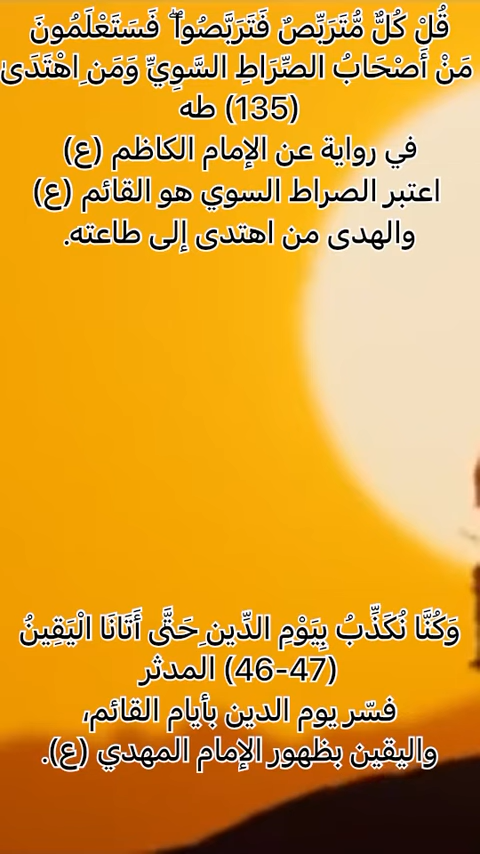 قُلْ كُلٌّ مُّتَرَبِّصٌ فَتَرَبَّصُوا ۖ فَسَتَعْلَمُونَ
مَنْ أَصْحَابُ الصِّرَاطِ السَّوِيِّ وَمَنِ اهْتَدَىٰ
(135) طه
في رواية عن الإمام الكاظم (ع)
اعتبر الصراط السوي هو القائم (ع)
والهدى من اهتدى إلى طاعته.
وَكُنَّا نُكَذِّبُ بِيَوْمِ الدِّينِ حَتَّى أَتَانَا الْيَقِينُ
(46-47) المدثر
فسّر يوم الدين بأيام القائم،
واليقين بظهور الإمام المهدي (ع).